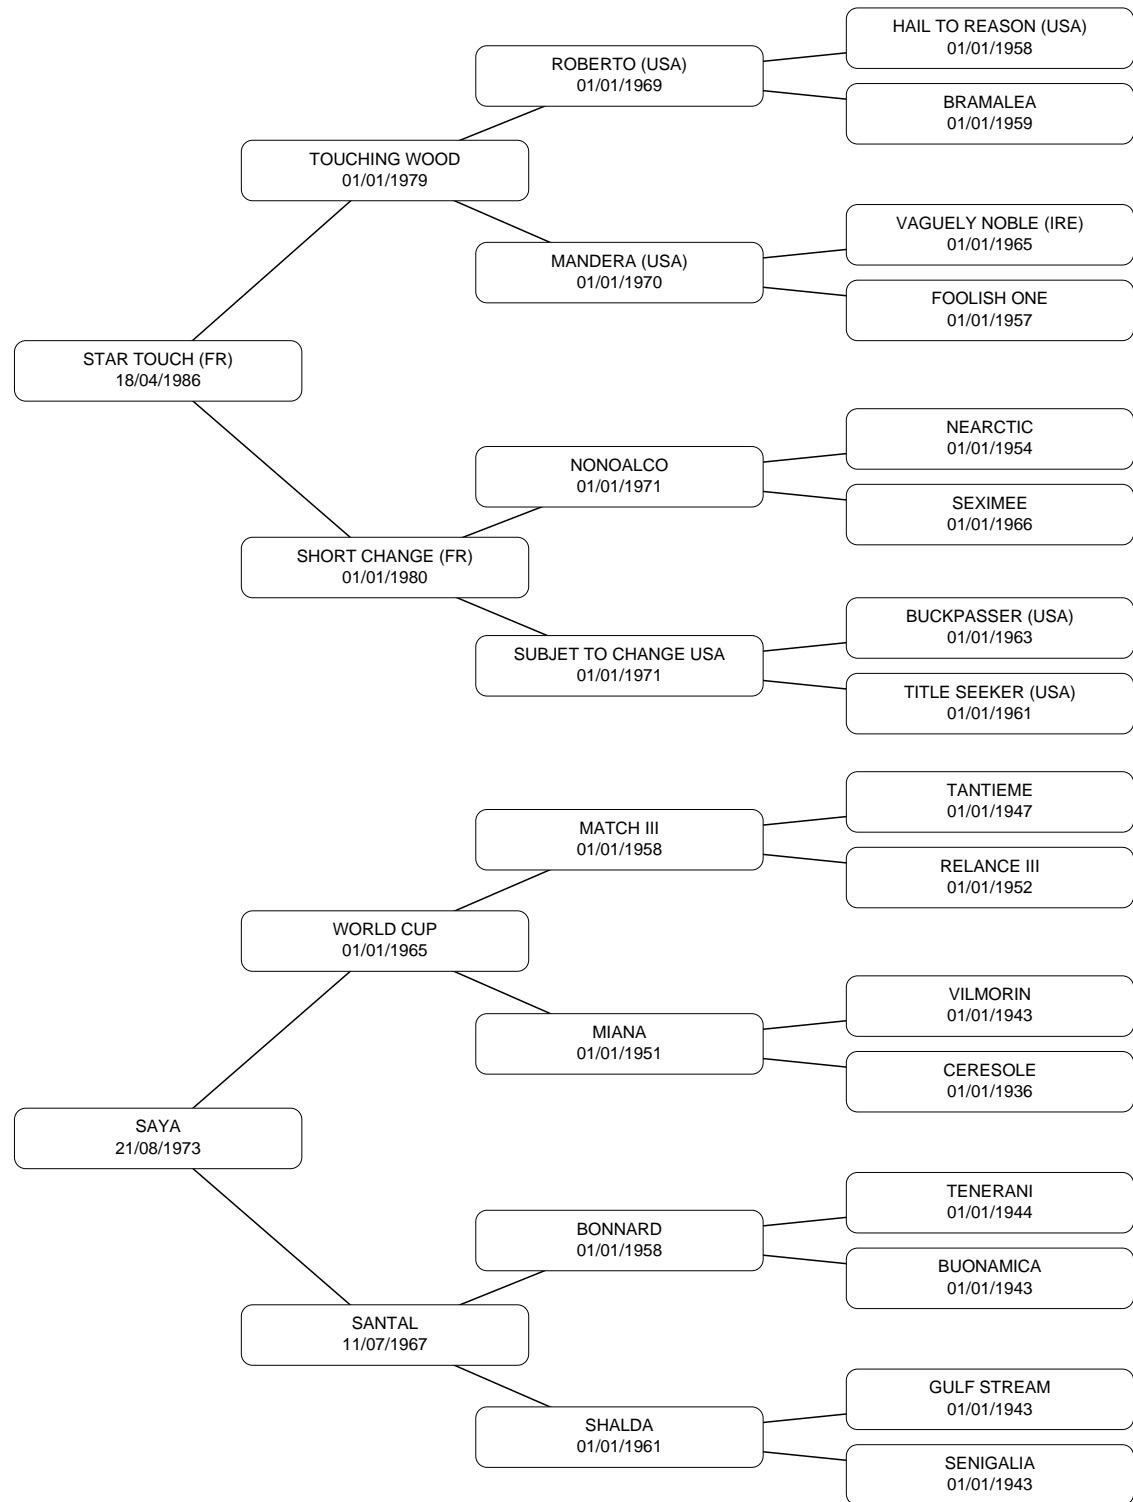 HAIL TO REASON (USA)
01/01/1958
ROBERTO (USA)
01/01/1969
BRAMALEA
01/01/1959
TOUCHING WOOD
01/01/1979
VAGUELY NOBLE (IRE)
01/01/1965
MANDERA (USA)
01/01/1970
FOOLISH ONE
01/01/1957
STAR TOUCH (FR)
18/04/1986
NEARCTIC
01/01/1954
NONOALCO
01/01/1971
SEXIMEE
01/01/1966
SHORT CHANGE (FR)
01/01/1980
BUCKPASSER (USA)
01/01/1963
SUBJET TO CHANGE USA
01/01/1971
TITLE SEEKER (USA)
01/01/1961
TANTIEME
01/01/1947
MATCH III
01/01/1958
RELANCE III
01/01/1952
WORLD CUP
01/01/1965
VILMORIN
01/01/1943
MIANA
01/01/1951
CERESOLE
01/01/1936
SAYA
21/08/1973
TENERANI
01/01/1944
BONNARD
01/01/1958
BUONAMICA
01/01/1943
SANTAL
11/07/1967
GULF STREAM
01/01/1943
SHALDA
01/01/1961
SENIGALIA
01/01/1943